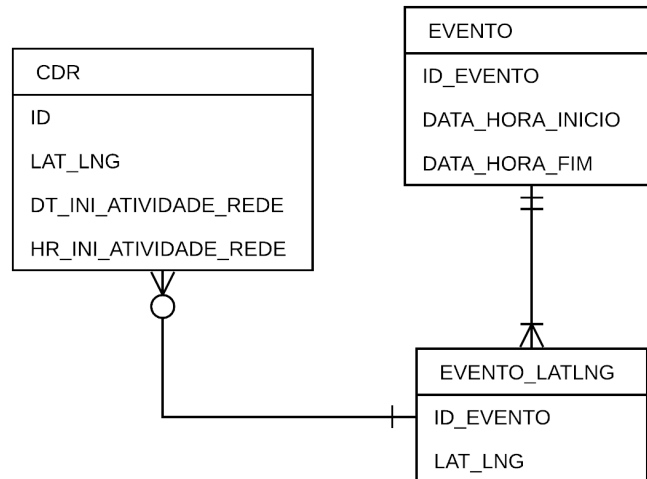 CDR
ID
LAT_LNG
DT_INI_ATIVIDADE_REDE
HR_INI_ATIVIDADE_REDE
EVENTO
ID_EVENTO
DATA_HORA_INICIO
DATA_HORA_FIM
EVENTO_LATLNG
ID_EVENTO
LAT_LNG